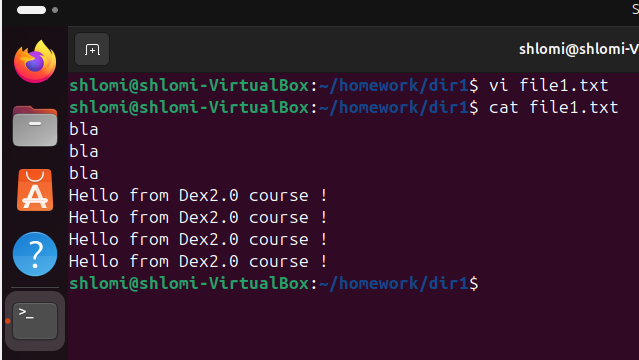 S
shlomi@shlomi-V
shlomi@shlomi-VirtualBox:~/homework/dir1$ vi file1.txt
shlomi@shlomi-VirtualBox:~/homework/dir1$ cat file1.txt
bla
bla
bla
Hello from Dex2.0 course !
Hello from Dex2.0 course !
Hello from Dex2.0 course !
Hello from Dex2.0 course !
shlomi@shlomi-VirtualBox:~/homework/dir1$
?
A
>_